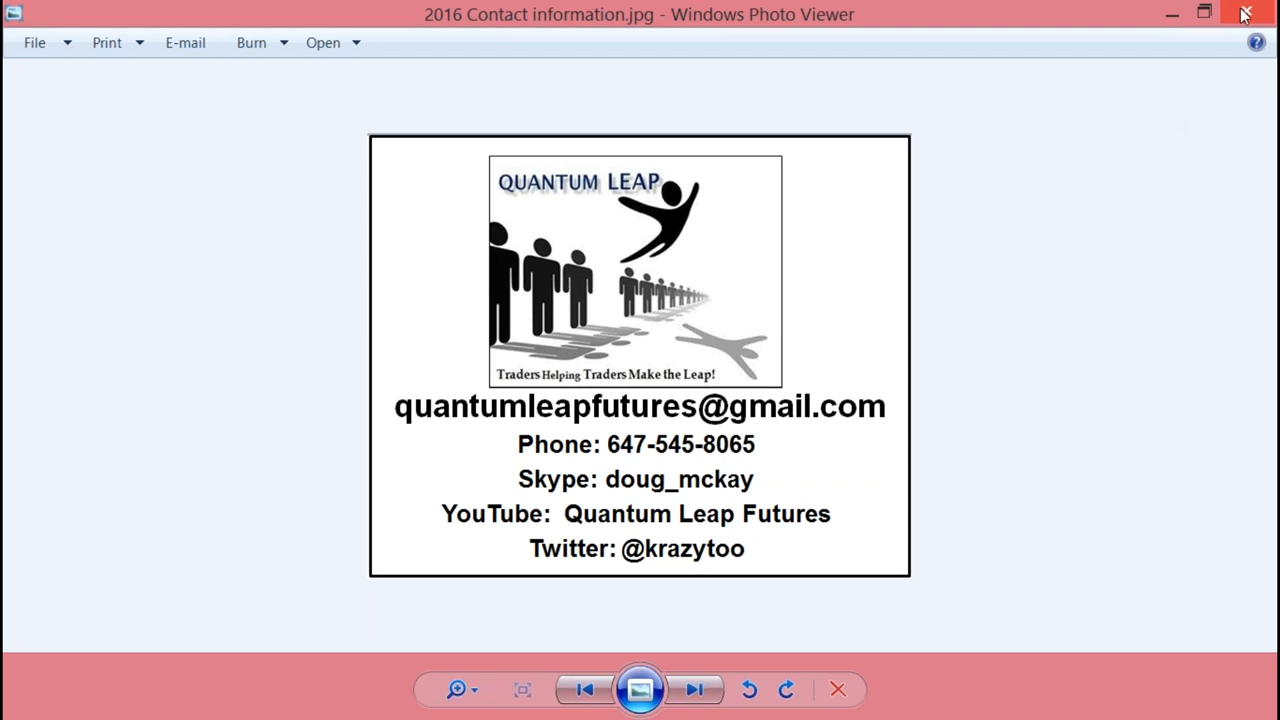 2016 Contact information.jpg - Windows Photo Viewer
File Print E-mail Burn Open
QUANTUM LEAP
Traders Helping Traders Make the Leap!
quantumleapfutures@gmail.com
Phone: 647-545-8065
Skype: doug_mckay
YouTube:  Quantum Leap Futures
Twitter: @krazytoo